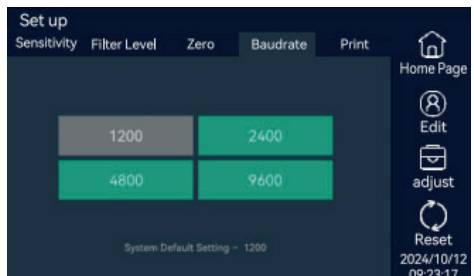 Set up
Sensitivity Filter Level Zero Baudrate Print
Home Page
1200 2400
Edit
4800 9600
adjust
System Default Setting - 1200
Reset
2024/10/12
09:23:17